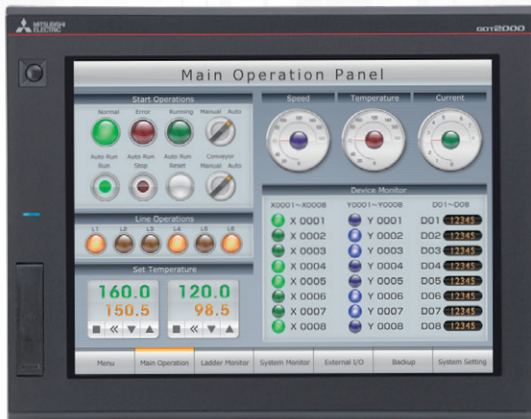 MITSUBISHI
ELECTRIC
GOT2000
Main Operation Panel
Start Operations
Normal Error Running Manual Auto
Auto Run Auto Run Auto Run Conveyor
Run Stop Reset Manual Auto
Line Operations
L1 L2 L3 L4 L5 L6
Set Temperature
160.0 120.0
150.5 98.5
Speed Temperature Current
Device Monitor
X0001~X0008 Y0001~Y0008 D01~D08
X 0001 Y 0001 D01 12345
X 0002 Y 0002 D02 12345
X 0003 Y 0003 D03 12345
X 0004 Y 0004 D04 12345
X 0005 Y 0005 D05 12345
X 0006 Y 0006 D06 12345
X 0007 Y 0007 D07 12345
X 0008 Y 0008 D08 12345
Menu Main Operation Ladder Monitor System Monitor External I/O Backup System Setting